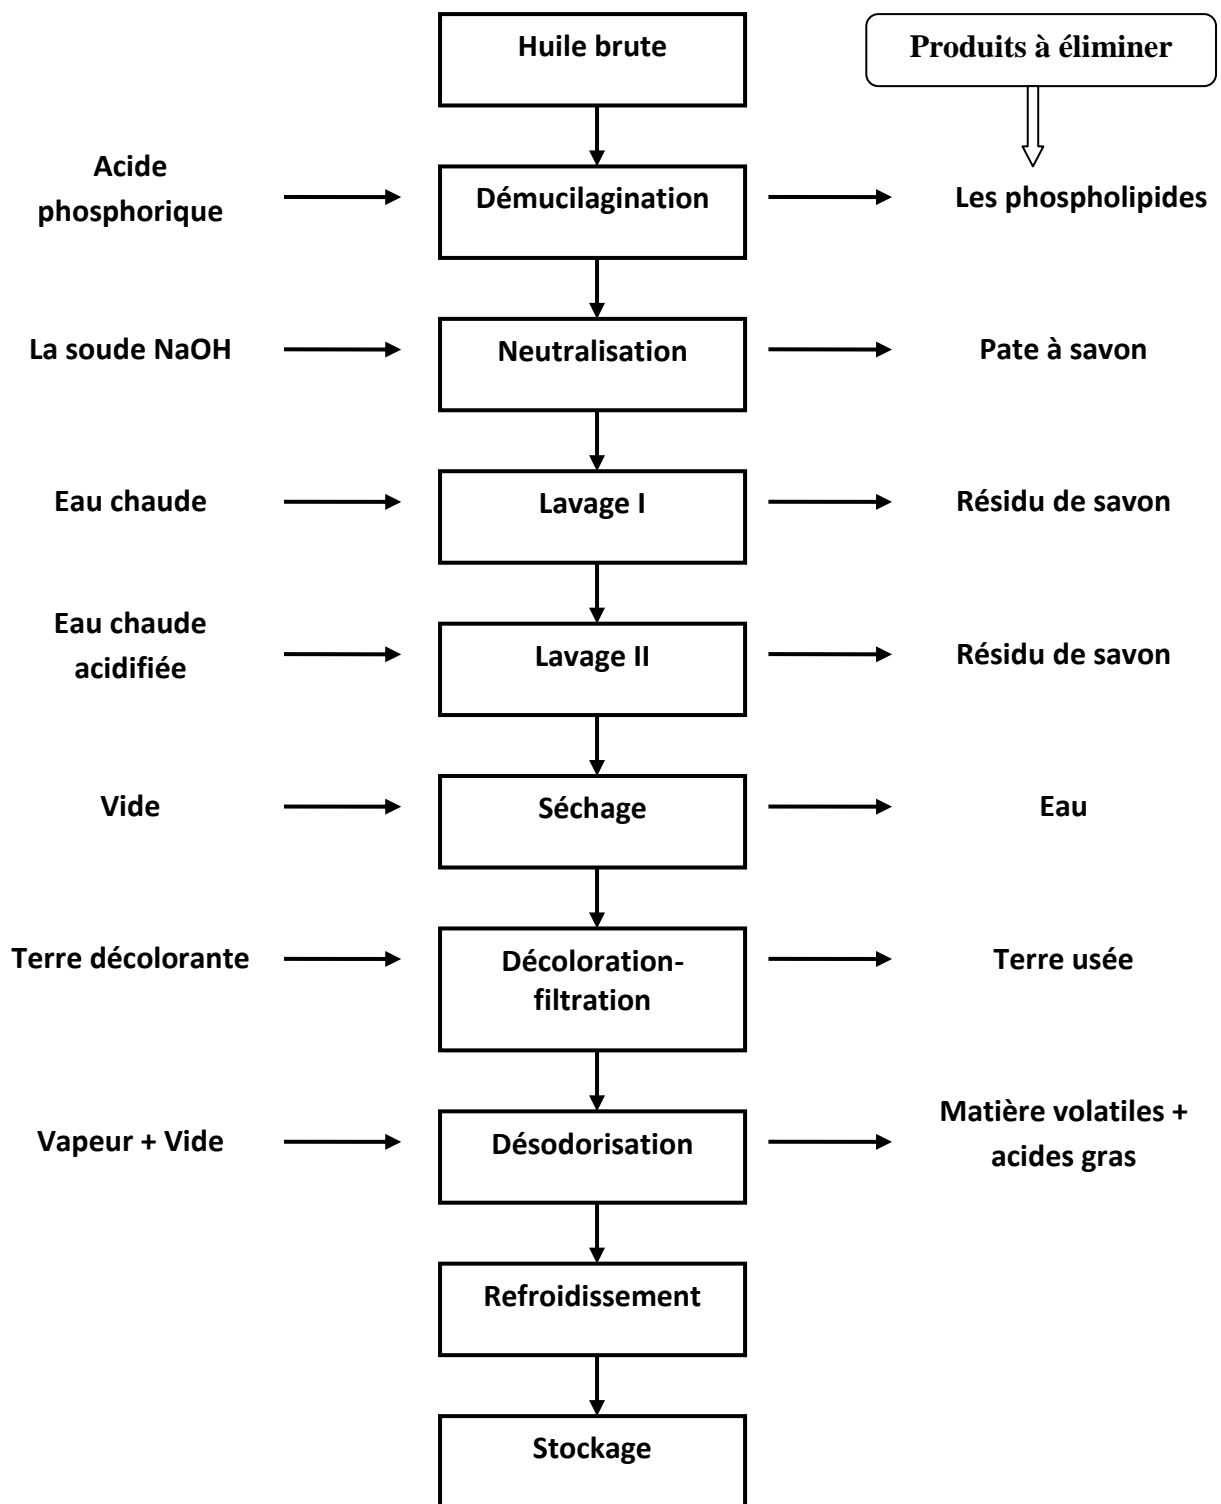 Huile brute
Produits à éliminer
Acide
phosphorique
Démucilagination
Les phospholipides
La soude NaOH
Neutralisation
Pate à savon
Eau chaude
Lavage I
Résidu de savon
Eau chaude
acidifiée
Lavage II
Résidu de savon
Vide
Séchage
Eau
Terre décolorante
Décoloration-
filtration
Terre usée
Vapeur + Vide
Désodorisation
Matière volatiles +
acides gras
Refroidissement
Stockage